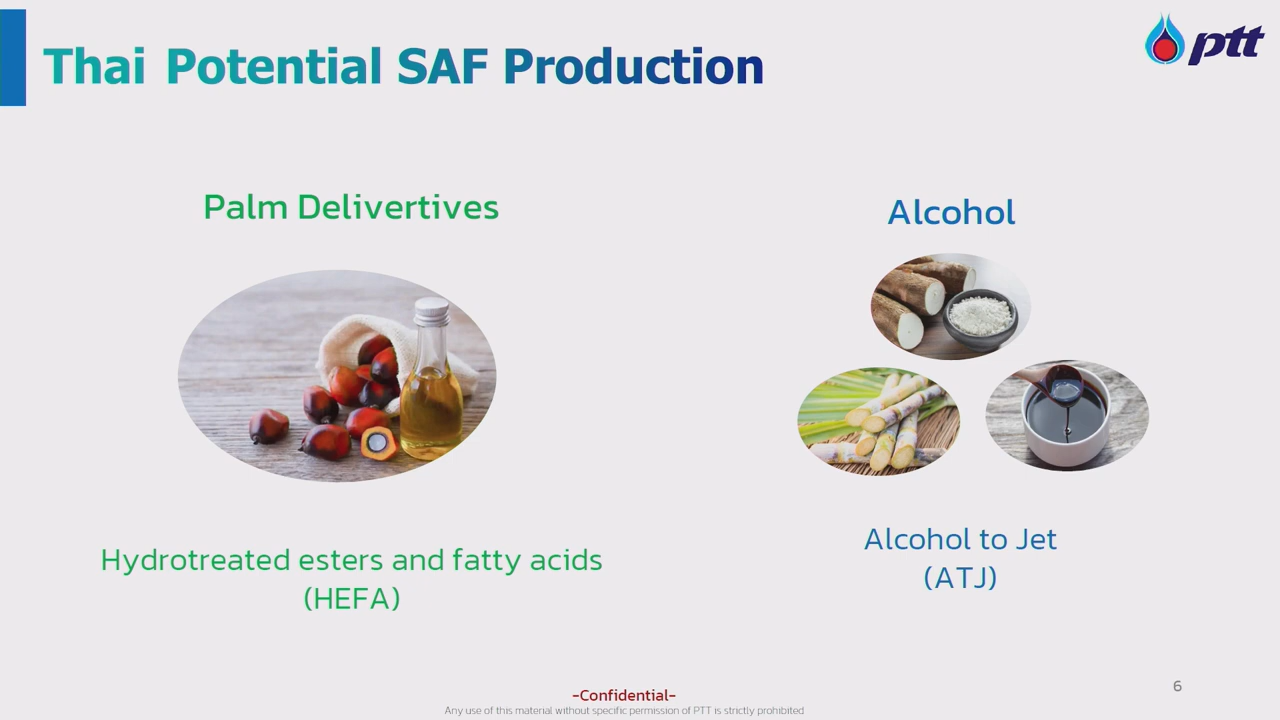 Thai Potential SAF Production
ptt
Palm Delivertives
Alcohol
Hydrotreated esters and fatty acids
(HEFA)
Alcohol to Jet
(ATJ)
6
-Confidential-
Any use of this material without specific permission of PTT is strictly prohibited